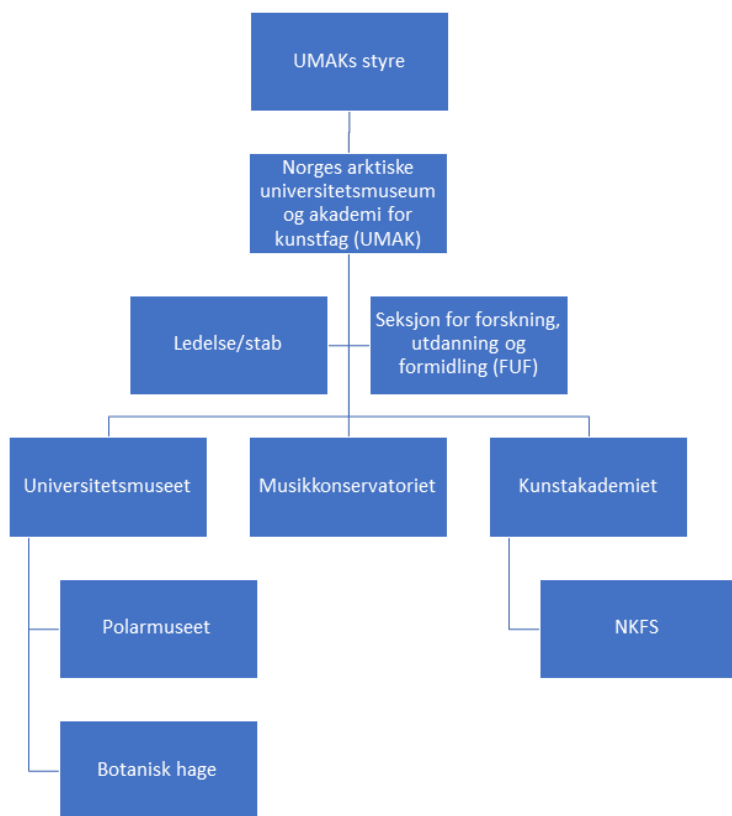 UMAKs styre
Norges arktiske
universitetsmuseum
og akademi for
kunstfag (UMAK)
Ledelse/stab
Seksjon for forskning,
utdanning og
formidling (FUF)
Universitetsmuseet
Musikkonservatoriet
Kunstakademiet
Polarmuseet
NKFS
Botanisk hage